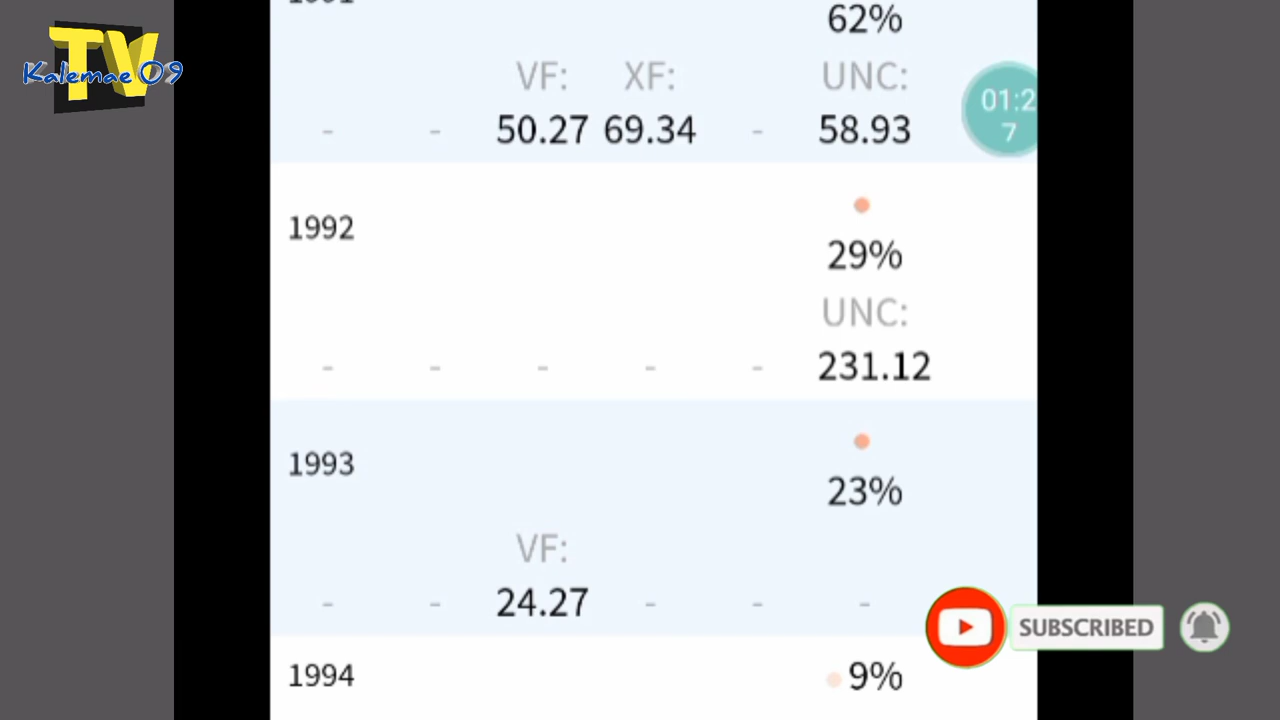 TV
Kalemae 09
1991
62%
VF: XF: UNC:
- - 50.27 69.34 - 58.93
01:2
7
1992
29%
UNC:
- - - - - 231.12
1993
23%
VF:
- - 24.27 - - -
SUBSCRIBED
1994 9%